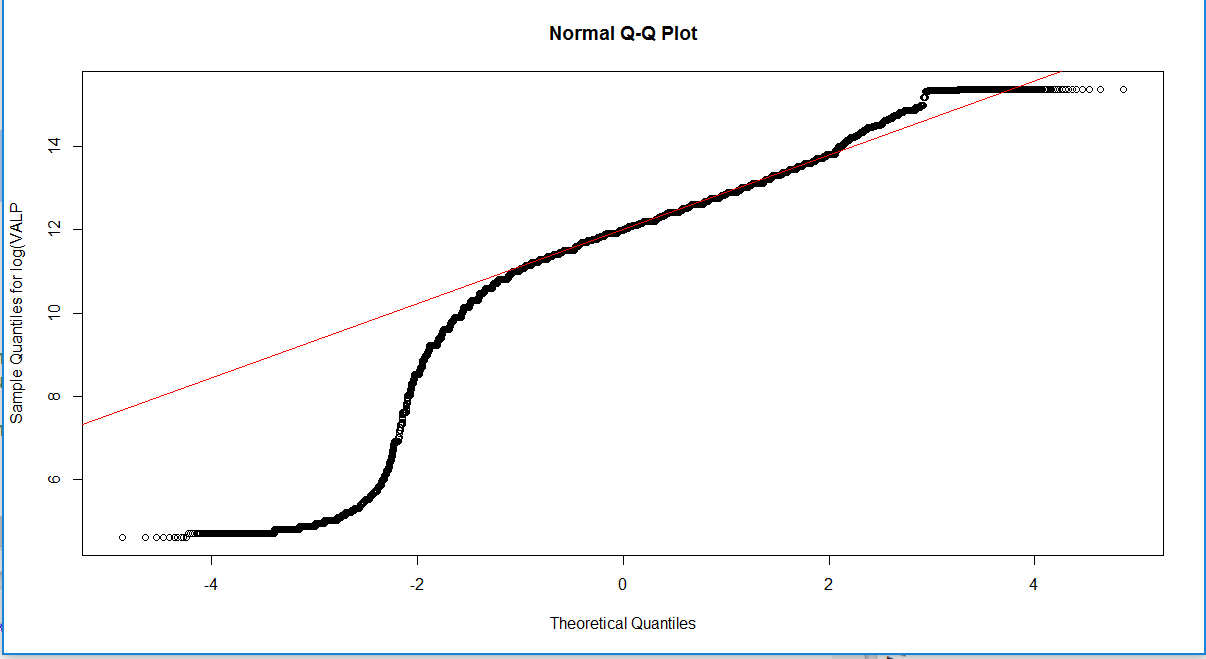 Normal Q-Q Plot
Sample Quantiles for log(VALP
14
12
10
8
6
-4 -2 0 2 4
Theoretical Quantiles